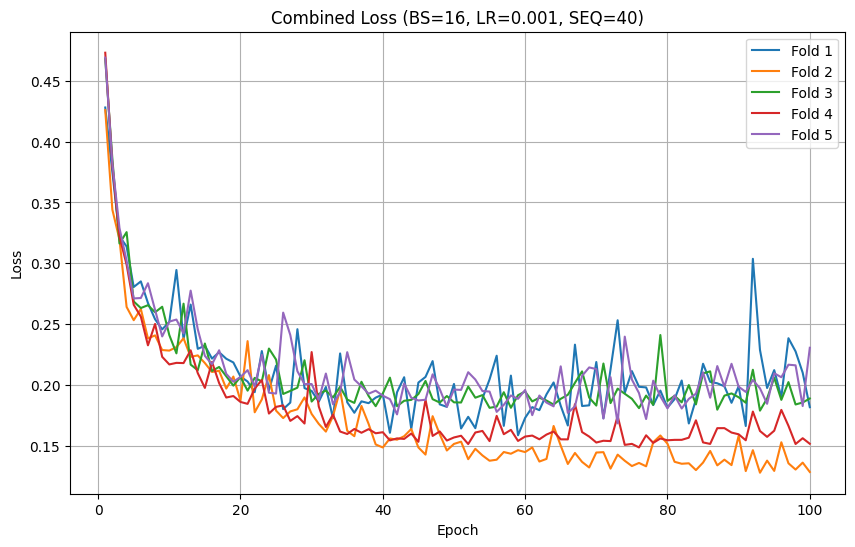 Combined Loss (BS=16, LR=0.001, SEQ=40)
Fold 1
Fold 2
Fold 3
Fold 4
Fold 5
Loss
0.45
0.40
0.35
0.30
0.25
0.20
0.15
0
20
40
60
80
100
Epoch